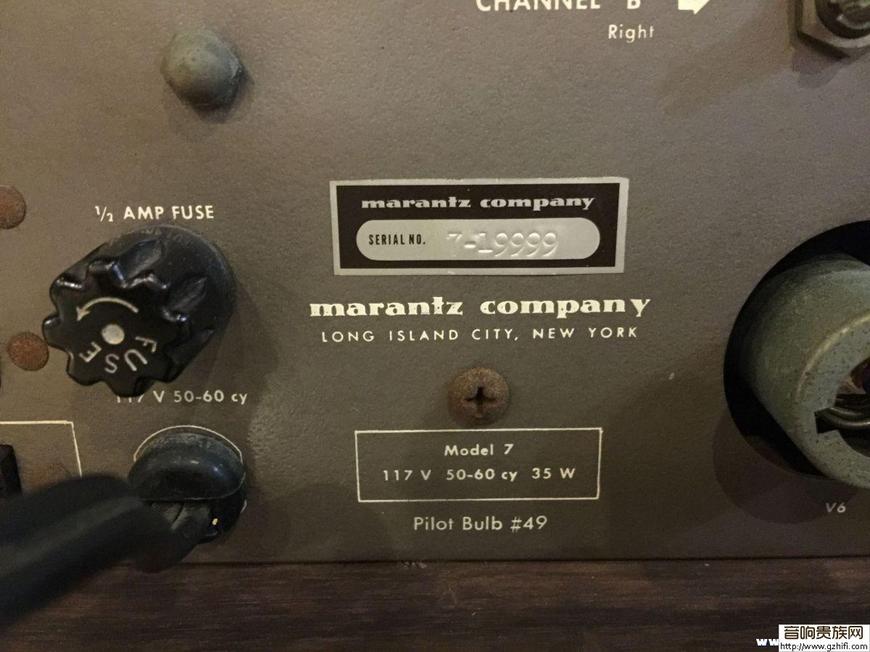 CHANNEL B
Right
½ AMP FUSE
marantz company
SERIAL NO. 7-19999
marantz company
LONG ISLAND CITY, NEW YORK
FUSE
117 V 50-60 cy
Model 7
117 V 50-60 cy 35 W
Pilot Bulb #49
V6
音响贵族网
http://www.gzhifi.com